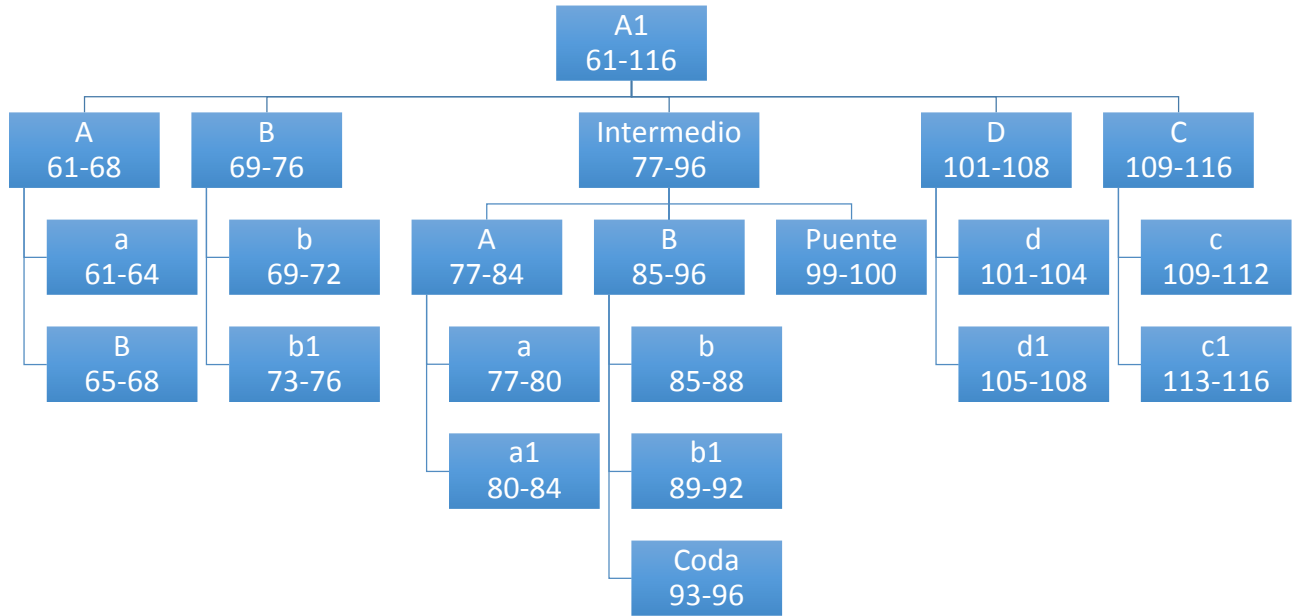 A1
61-116
A
61-68
B
69-76
Intermedio
77-96
D
101-108
C
109-116
a
61-64
b
69-72
A
77-84
B
85-96
Puente
99-100
d
101-104
c
109-112
B
65-68
b1
73-76
a
77-80
b
85-88
d1
105-108
c1
113-116
a1
80-84
b1
89-92
Coda
93-96